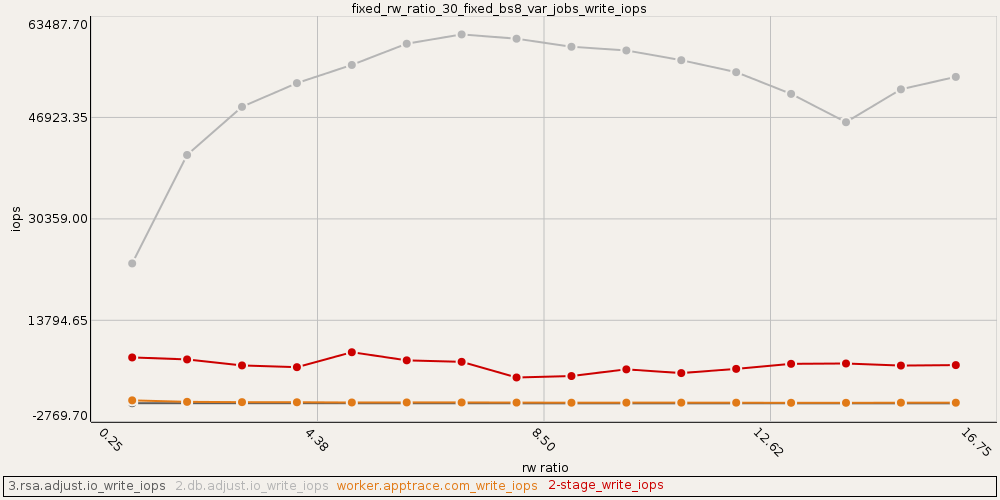 fixed_rw_ratio_30_fixed_bs8_var_jobs_write_iops
63487.70
46923.35
30359.00
13794.65
-2769.70
iops
0.25
4.38
8.50
12.62
16.75
rw ratio
3.rsa.adjust.io_write_iops 2.db.adjust.io_write_iops worker.apptrace.com_write_iops 2-stage_write_iops